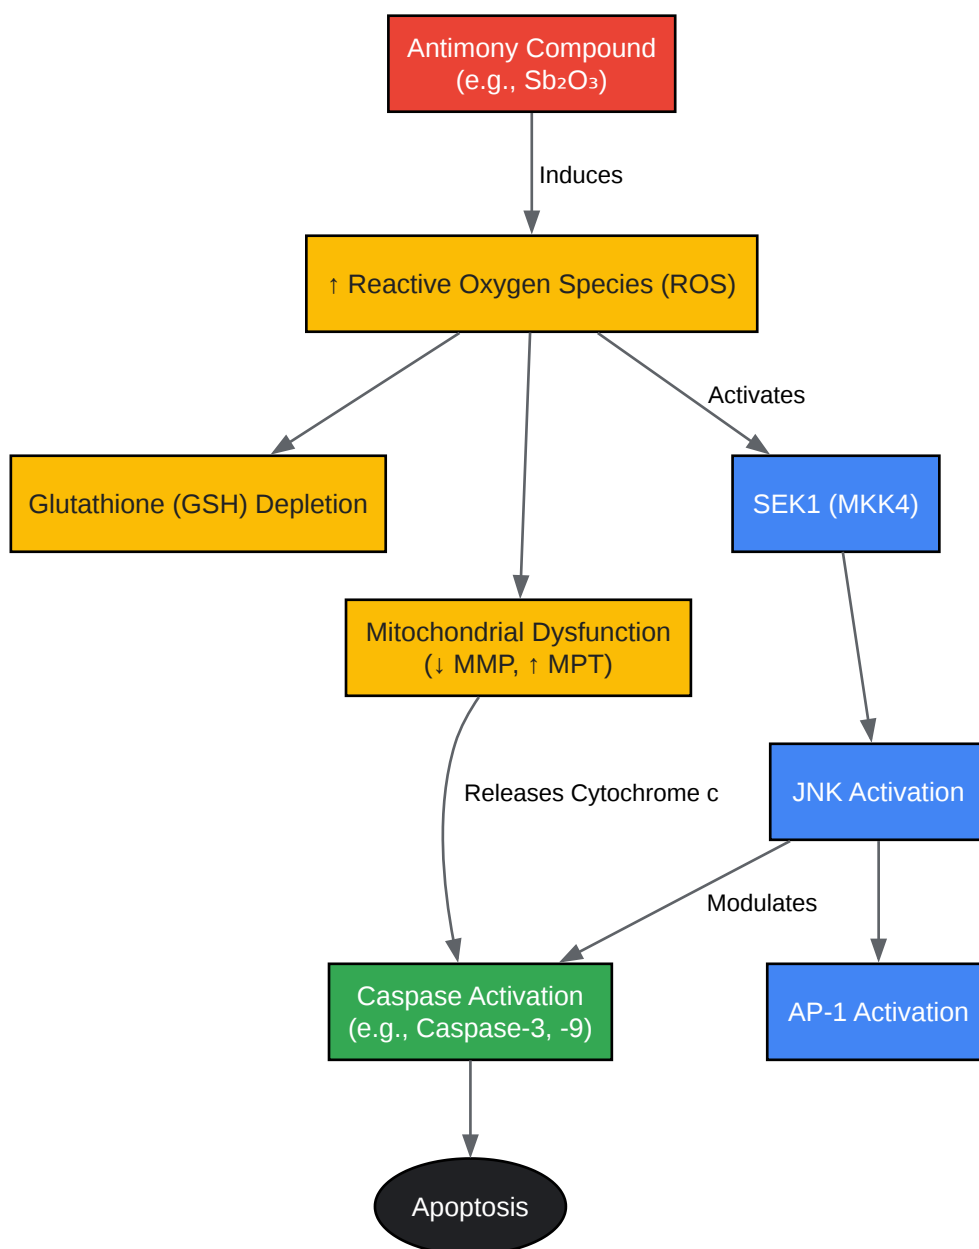 Antimony Compound
(e.g., Sb₂O₃)
Induces
↑ Reactive Oxygen Species (ROS)
Activates
Glutathione (GSH) Depletion
SEK1 (MKK4)
Mitochondrial Dysfunction
(↓ MMP, ↑ MPT)
Releases Cytochrome c
JNK Activation
Modulates
Caspase Activation
(e.g., Caspase-3, -9)
AP-1 Activation
Apoptosis